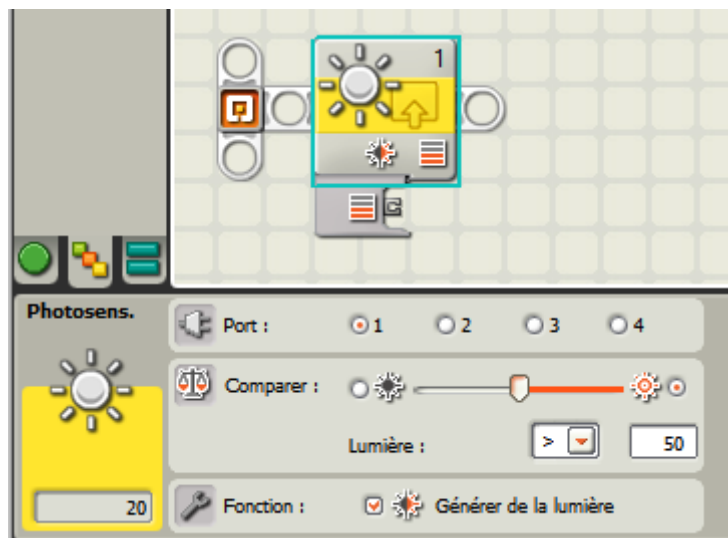 1
Photosens.
20
Port :
1
2
3
4
Comparer :
Lumière :
>
50
Fonction :
Générer de la lumière